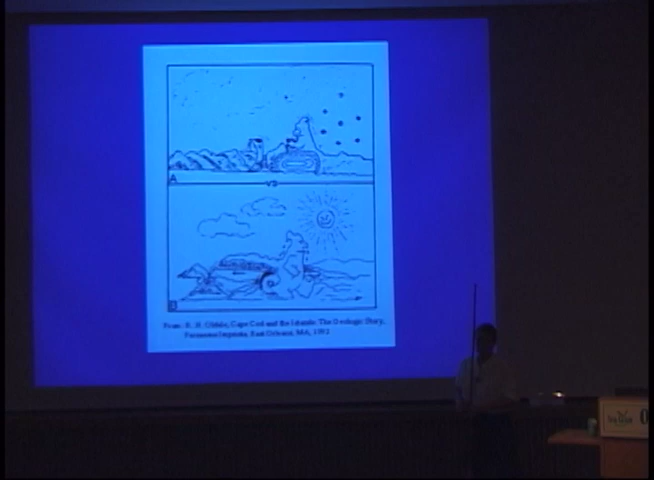 A
VS
B
From: R. N. Oldale, Cape Cod and the Islands: The Geologic Story,
Parnassus Imprints, East Orleans, MA, 1992